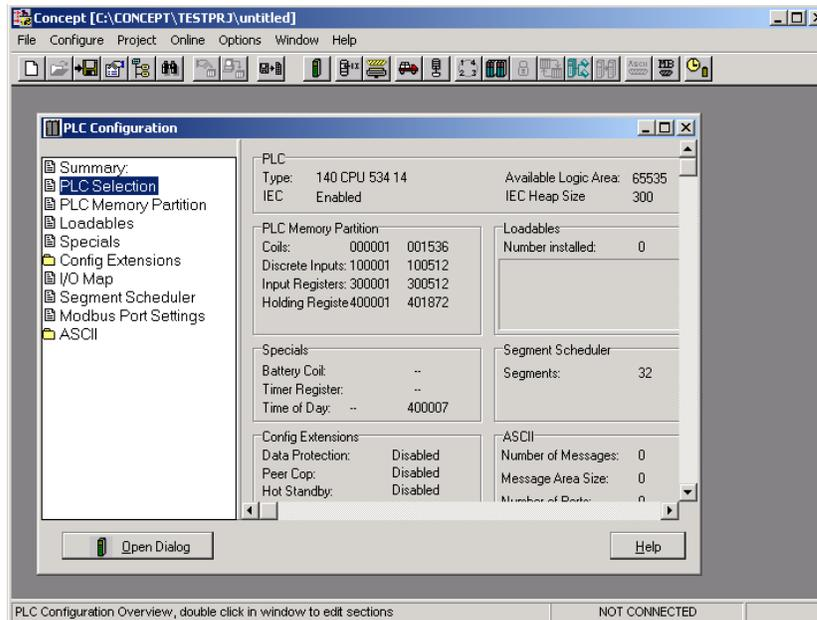 Concept [C:\CONCEPT\TESTPRJ\untitled]
File Configure Project Online Options Window Help
PLC Configuration
Summary:
PLC Selection
PLC Memory Partition
Loadables
Specials
Config Extensions
I/O Map
Segment Scheduler
Modbus Port Settings
ASCII
PLC
Type: 140 CPU 534 14 Available Logic Area: 65535
IEC Enabled IEC Heap Size 300
PLC Memory Partition
Coils: 000001 001536
Discrete Inputs: 100001 100512
Input Registers: 300001 300512
Holding Registe 400001 401872
Loadables
Number installed: 0
Specials
Battery Coil: --
Timer Register: --
Time of Day: -- 400007
Segment Scheduler
Segments: 32
Config Extensions
Data Protection: Disabled
Peer Cop: Disabled
Hot Standby: Disabled
ASCII
Number of Messages: 0
Message Area Size: 0
Number of Ports: 0
Open Dialog
Help
PLC Configuration Overview, double click in window to edit sections NOT CONNECTED